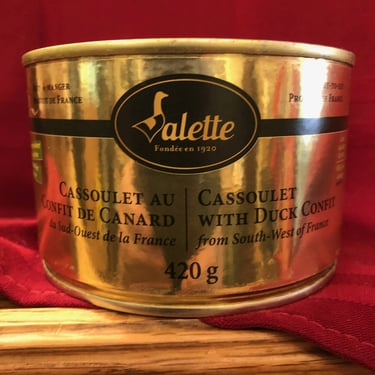 MANGER
DE FRANCE
Valette
Fondée en 1920
CASSOULET AU
CONFIT DE CANARD
du Sud-Ouest de la France
CASSOULET
WITH DUCK CONFIT
from South-West of France
420 g